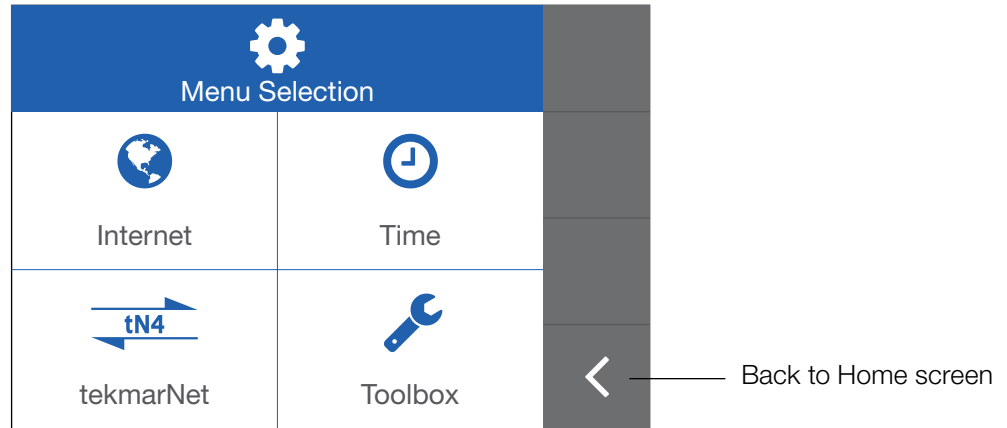 Menu Selection
Internet
Time
tN4
tekmarNet
Toolbox
Back to Home screen